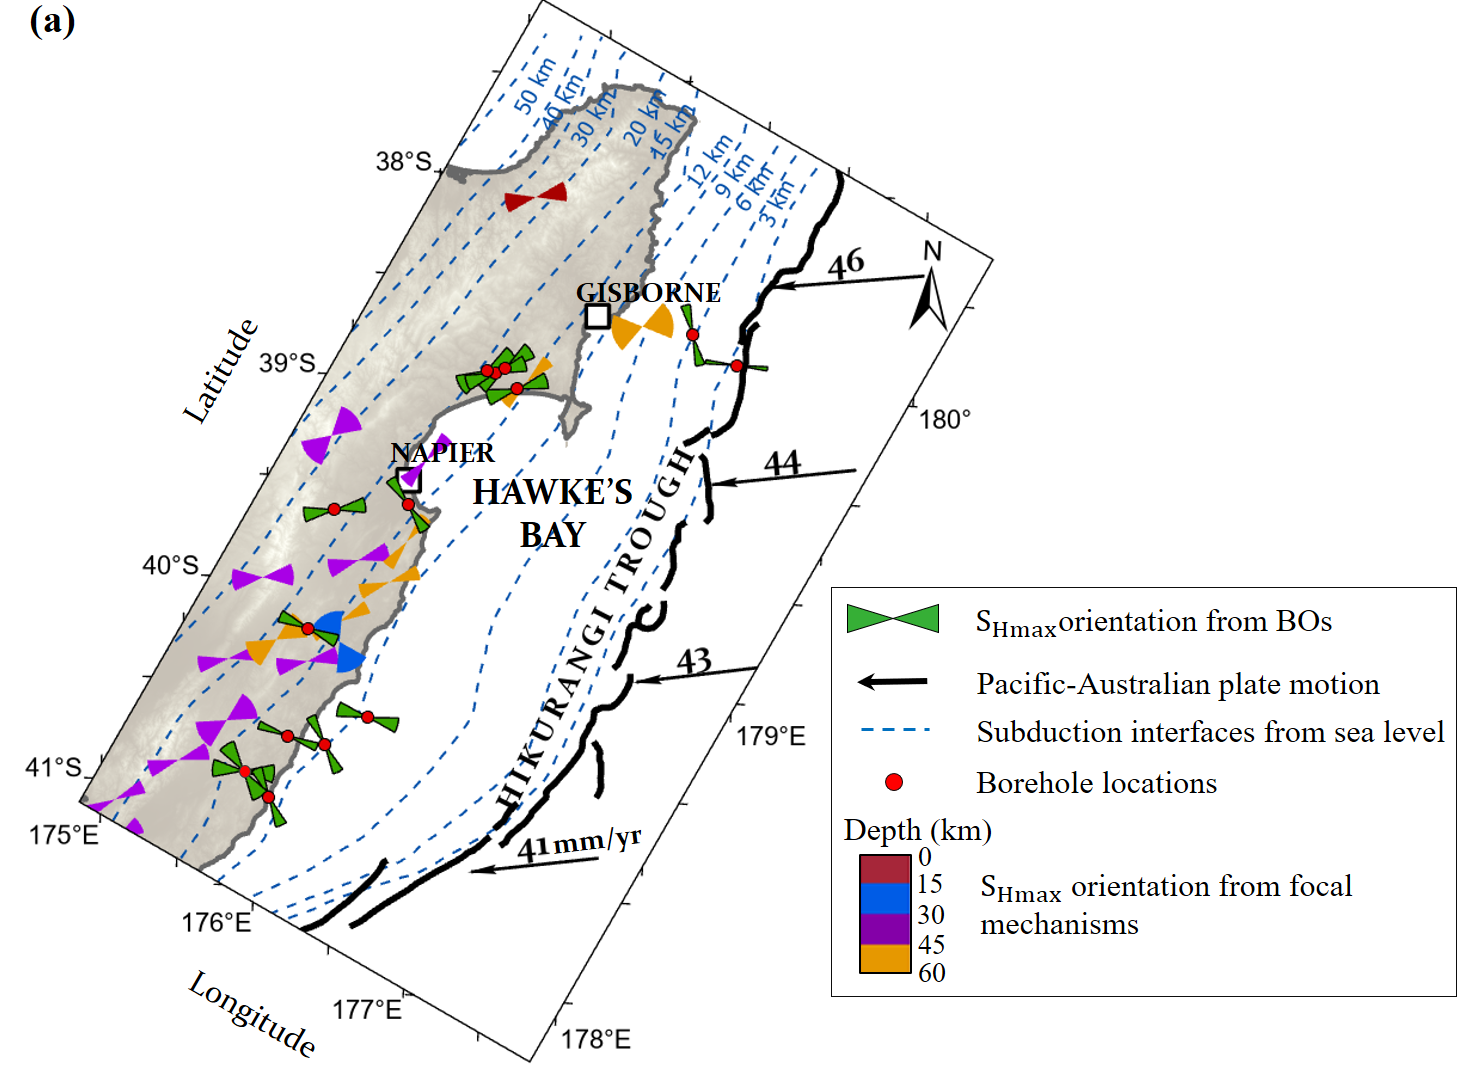 (a)
50 km
40 km
30 km
20 km
15 km
12 km
9 km
6 km
3 km
38°S
N
46
GISBORNE
39°S
Latitude
180°
NAPIER
44
HAWKE'S
BAY
HIKURANGI TROUGH
40°S
43
179°E
41°S
175°E
41 mm/yr
176°E
Longitude
177°E
178°E
SHmax orientation from BOs
Pacific-Australian plate motion
Subduction interfaces from sea level
Borehole locations
Depth (km)
0
15
30
45
60
SHmax orientation from focal
mechanisms